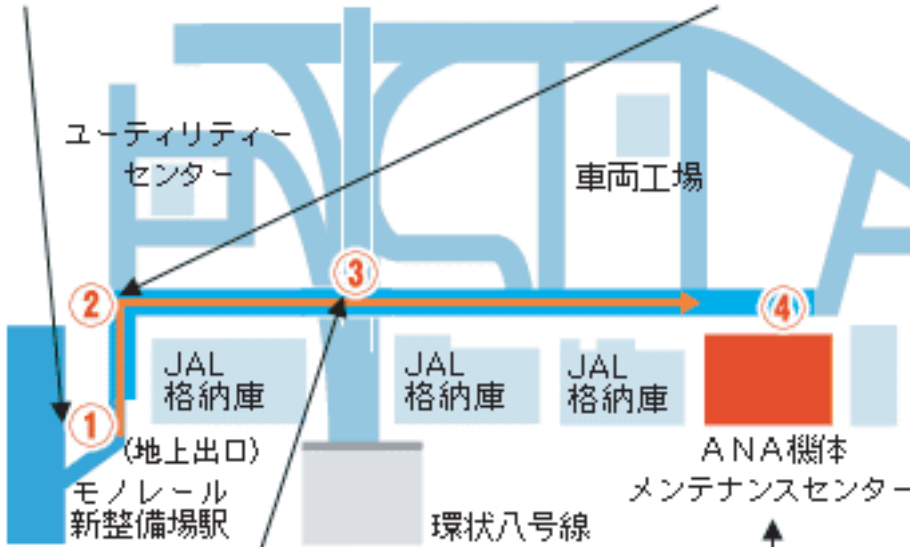 ユーティリティー
センター
車両工場
③
②
④
JAL
格納庫
JAL
格納庫
JAL
格納庫
①
(地上出口)
モノレール
新整備場駅
環状八号線
ANA機体
メンテナンスセンター